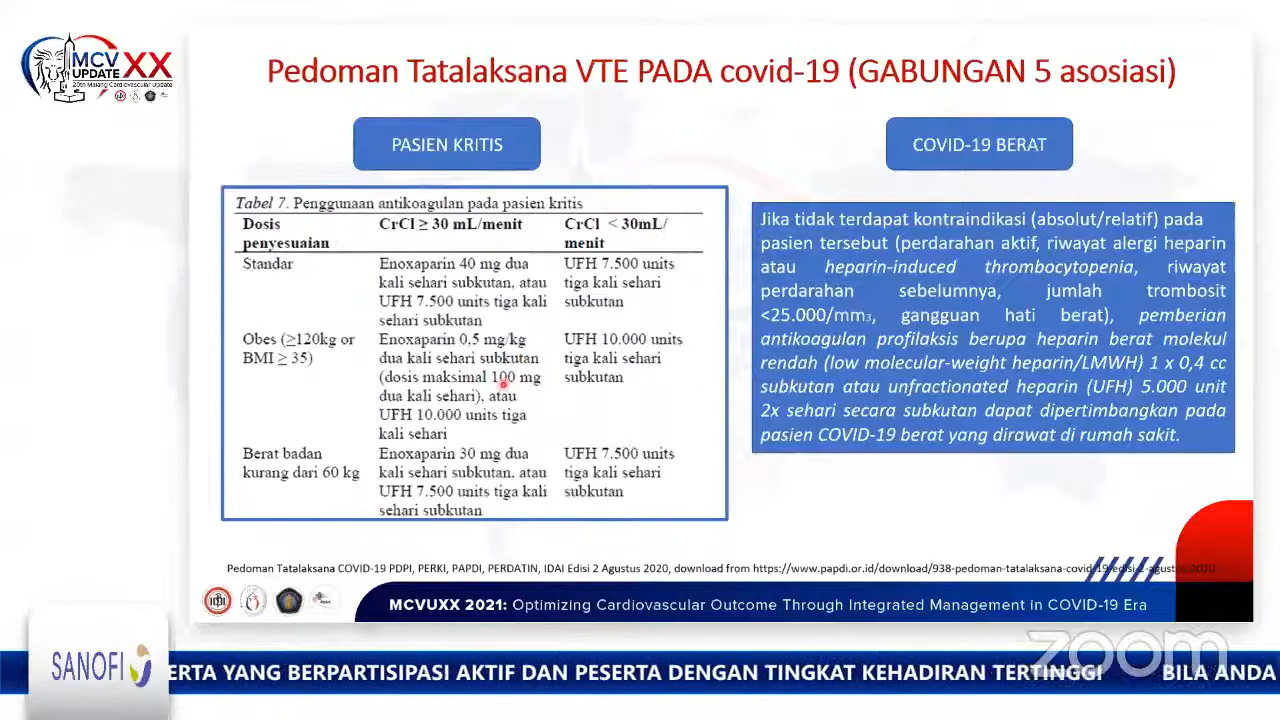 MCV
UPDATE
XX
20th Malang Cardiovascular Update
Pedoman Tatalaksana VTE PADA covid-19 (GABUNGAN 5 asosiasi)
PASIEN KRITIS
Tabel 7. Penggunaan antikoagulan pada pasien kritis
Dosis penyesuaian
CrCl ≥ 30 mL/menit
CrCl < 30mL/
menit
Standar
Enoxaparin 40 mg dua
kali sehari subkutan, atau
UFH 7.500 units tiga kali
sehari subkutan
UFH 7.500 units
tiga kali sehari
subkutan
Obes (≥120kg or
BMI ≥ 35)
Enoxaparin 0,5 mg/kg
dua kali sehari subkutan
(dosis maksimal 100 mg
dua kali sehari), atau
UFH 10.000 units tiga
kali sehari
UFH 10.000 units
tiga kali sehari
subkutan
Berat badan
kurang dari 60 kg
Enoxaparin 30 mg dua
kali sehari subkutan, atau
UFH 7.500 units tiga kali
sehari subkutan
UFH 7.500 units
tiga kali sehari
subkutan
COVID-19 BERAT
Jika tidak terdapat kontraindikasi (absolut/relatif) pada
pasien tersebut (perdarahan aktif, riwayat alergi heparin
atau heparin-induced thrombocytopenia, riwayat
perdarahan sebelumnya, jumlah trombosit
<25.000/mm3, gangguan hati berat), pemberian
antikoagulan profilaksis berupa heparin berat molekul
rendah (low molecular-weight heparin/LMWH) 1 x 0,4 cc
subkutan atau unfractionated heparin (UFH) 5.000 unit
2x sehari secara subkutan dapat dipertimbangkan pada
pasien COVID-19 berat yang dirawat di rumah sakit.
Pedoman Tatalaksana COVID-19 PDPI, PERKI, PAPDI, PERDATIN, IDAI Edisi 2 Agustus 2020, download from https://www.papdi.or.id/download/938-pedoman-tatalaksana-covid-19-edisi-2-agustus-2020
MCVUXX 2021: Optimizing Cardiovascular Outcome Through Integrated Management in COVID-19 Era
zoom
SANOFI
ERTA YANG BERPARTISIPASI AKTIF DAN PESERTA DENGAN TINGKAT KEHADIRAN TERTINGGI BILA ANDA